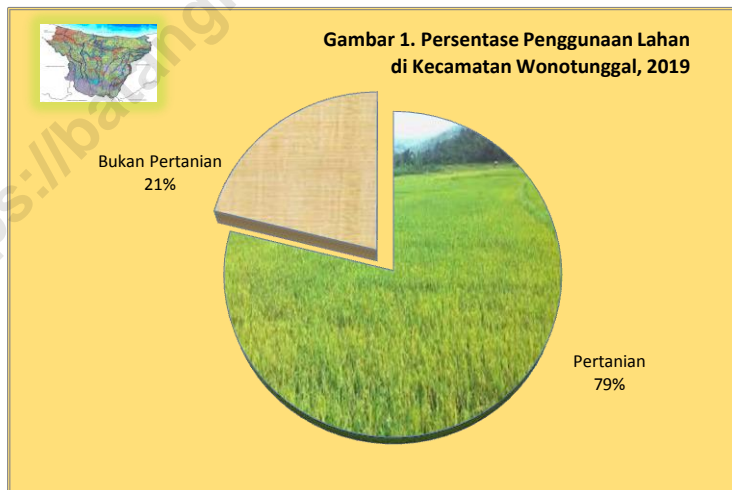 Gambar 1. Persentase Penggunaan Lahan
di Kecamatan Wonotunggal, 2019
Bukan Pertanian
21%
Pertanian
79%